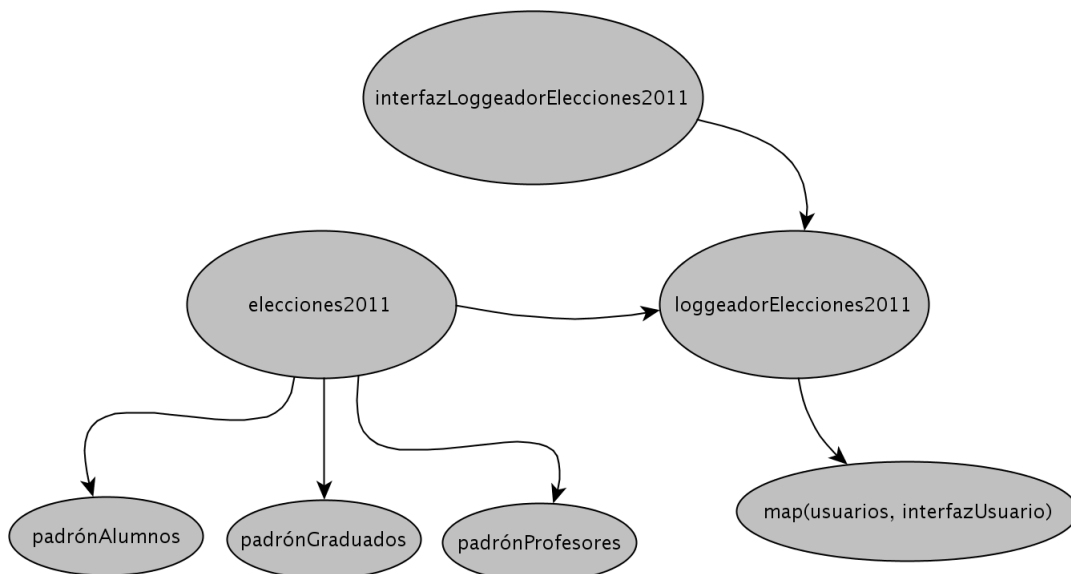 interfazLoggeadorElecciones2011
elecciones2011
loggeadorElecciones2011
map(usuarios, interfazUsuario)
padrónAlumnos
padrónGraduados
padrónProfesores